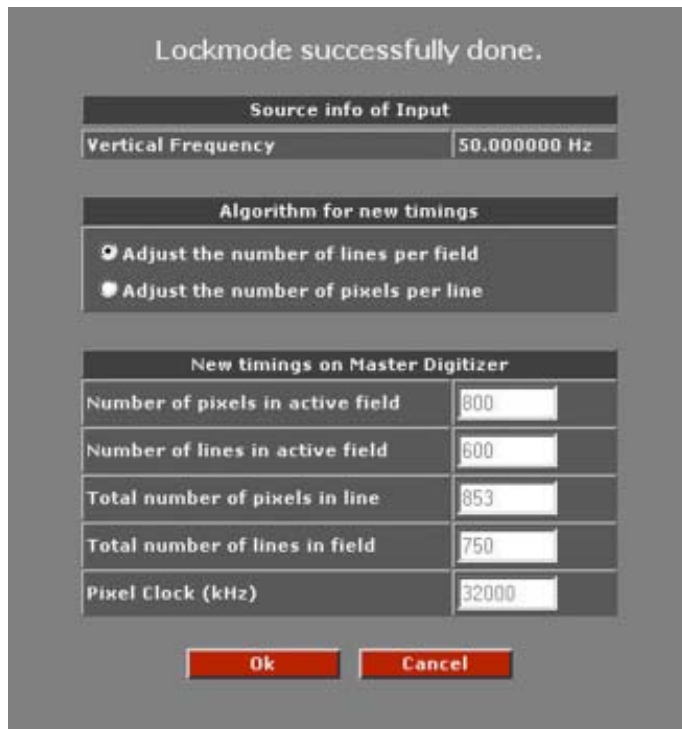 Lockmode successfully done.
Source info of Input
Vertical Frequency 50.000000 Hz
Algorithm for new timings
Adjust the number of lines per field
Adjust the number of pixels per line
New timings on Master Digitizer
Number of pixels in active field 800
Number of lines in active field 600
Total number of pixels in line 853
Total number of lines in field 750
Pixel Clock (kHz) 32000
Ok Cancel